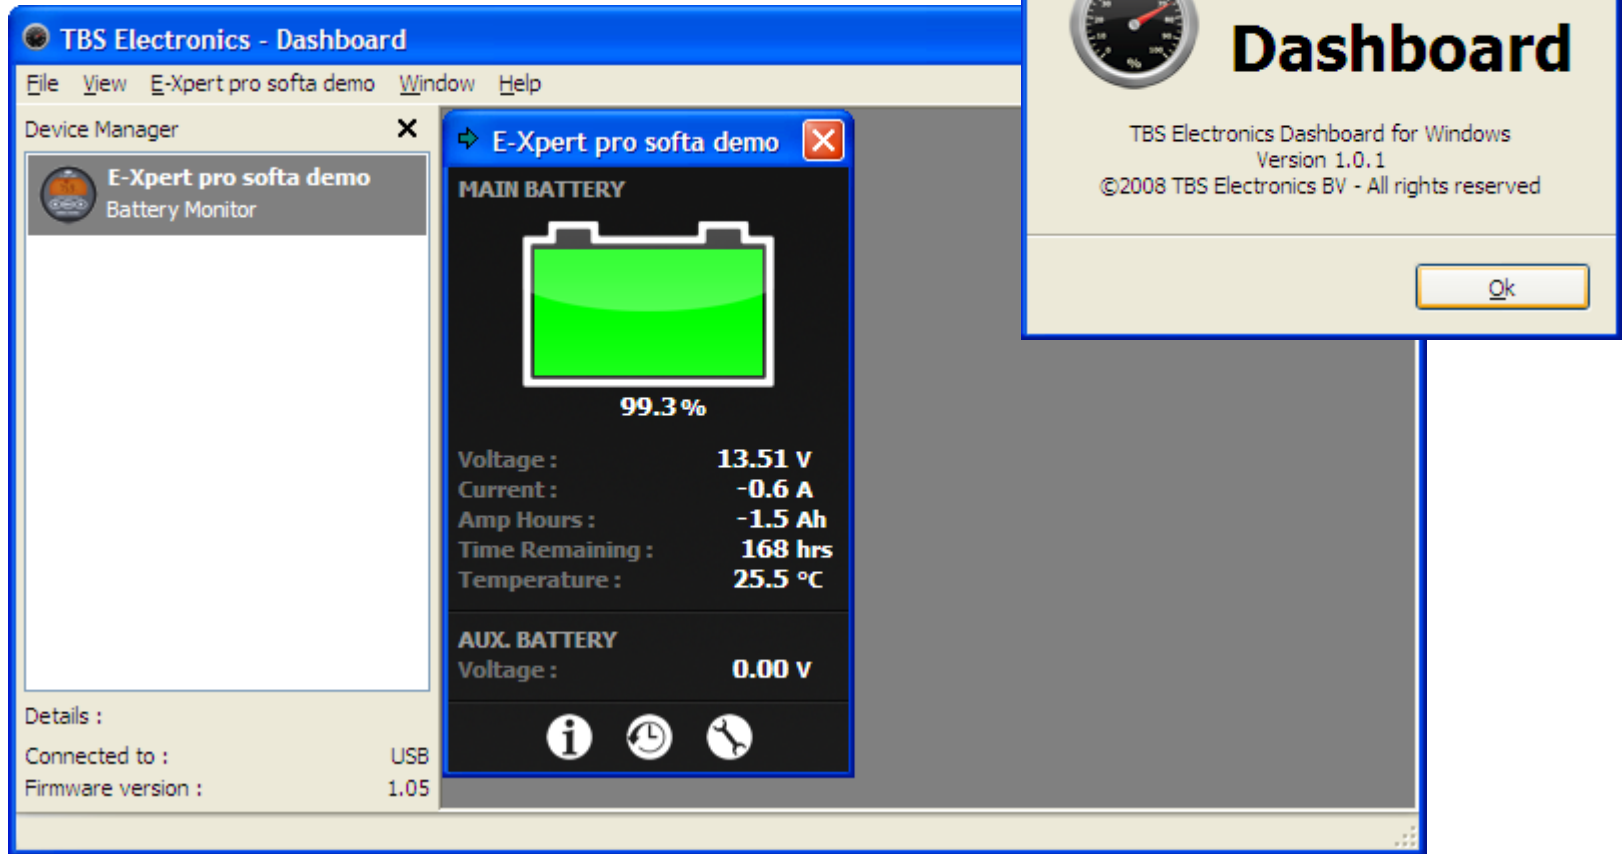 TBS Electronics - Dashboard
File View E-Xpert pro softa demo Window Help
Device Manager
E-Xpert pro softa demo
Battery Monitor
Details :
Connected to : USB
Firmware version : 1.05
E-Xpert pro softa demo
MAIN BATTERY
99.3%
Voltage : 13.51 V
Current : -0.6 A
Amp Hours : -1.5 Ah
Time Remaining : 168 hrs
Temperature : 25.5 °C
AUX. BATTERY
Voltage : 0.00 V
Dashboard
TBS Electronics Dashboard for Windows
Version 1.0.1
©2008 TBS Electronics BV - All rights reserved
Ok